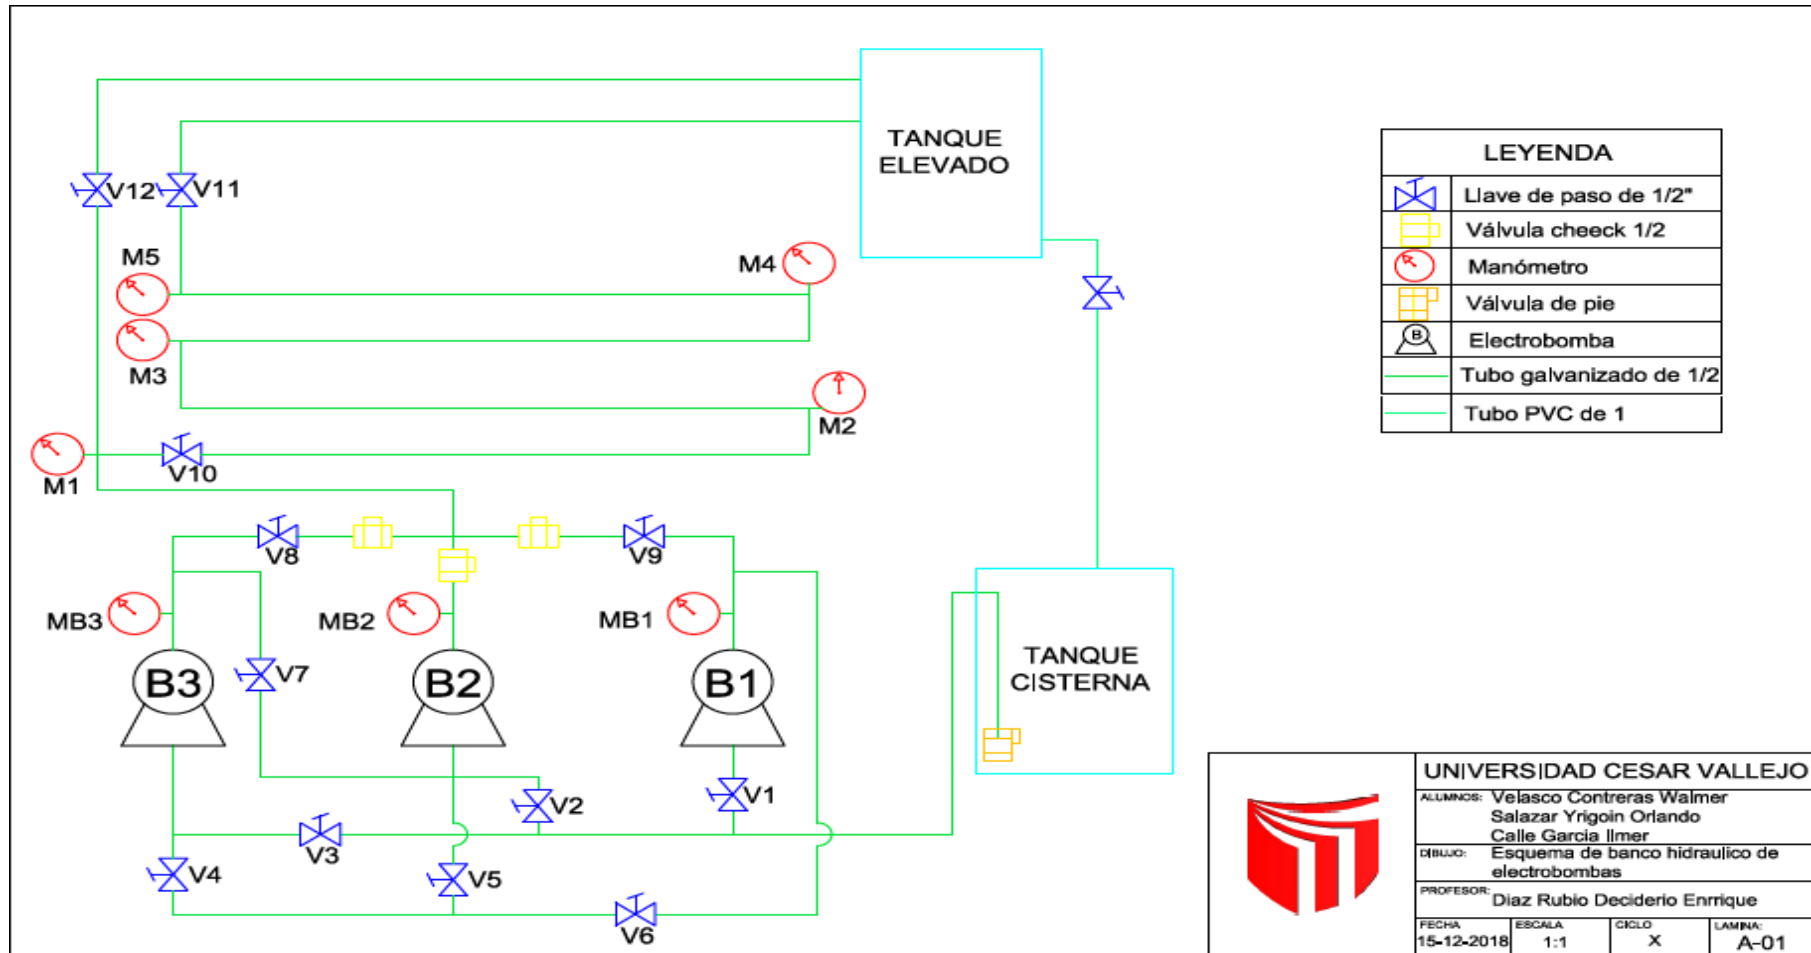 TANQUE
ELEVADO
V12
V11
M5
M4
M3
M2
M1
V10
V8
V9
MB3
MB2
MB1
B3
B2
B1
V7
V2
V1
V3
V4
V5
V6
TANQUE
CISTERNA
LEYENDA
Llave de paso de 1/2"
Válvula cheeck 1/2
Manómetro
Válvula de pie
B
Electrobomba
Tubo galvanizado de 1/2
Tubo PVC de 1
UNIVERSIDAD CESAR VALLEJO
ALUMNOS: Velasco Contreras Walmer
Salazar Yrigoin Orlando
Calle Garcia Ilmer
DIBUJO: Esquema de banco hidraulico de
electrobombas
PROFESOR: Diaz Rubio Deciderio Enrrique
FECHA ESCALA CICLO LAMINA:
15-12-2018 1:1 X A-01